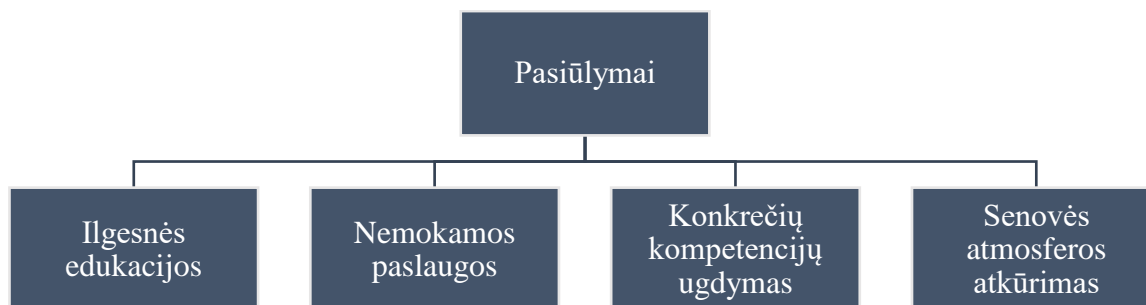 Pasiūlymai
Ilgesnės
edukacijos
Nemokamos
paslaugos
Konkrečių
kompetencijų
ugdymas
Senovės
atmosferos
atkūrimas